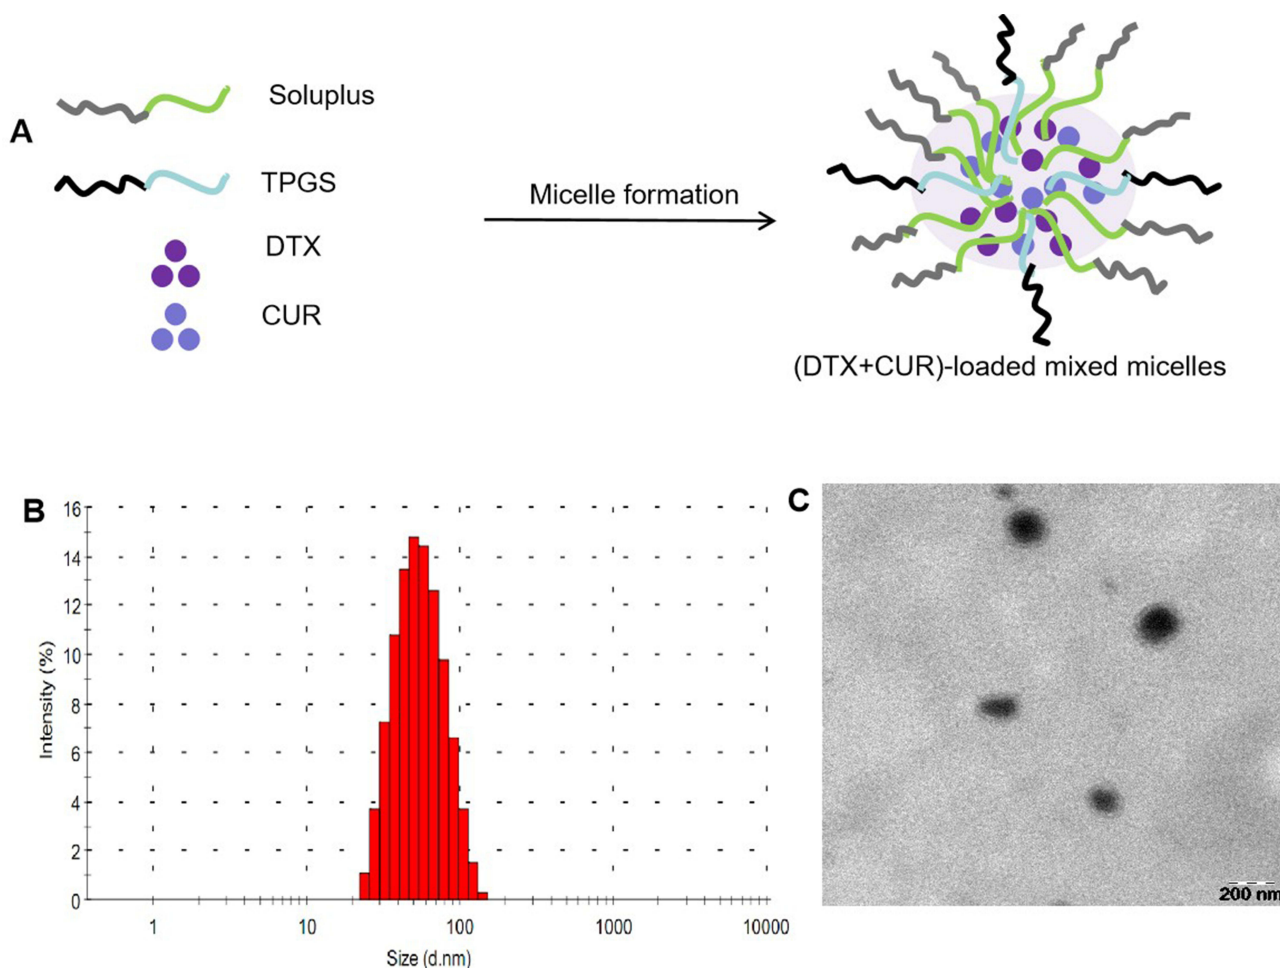 A
Soluplus
TPGS
DTX
CUR
Micelle formation
(DTX+CUR)-loaded mixed micelles
B
16
14
12
10
8
6
4
2
0
Intensity (%)
1
10
100
1000
10000
Size (d.nm)
C
200 nm